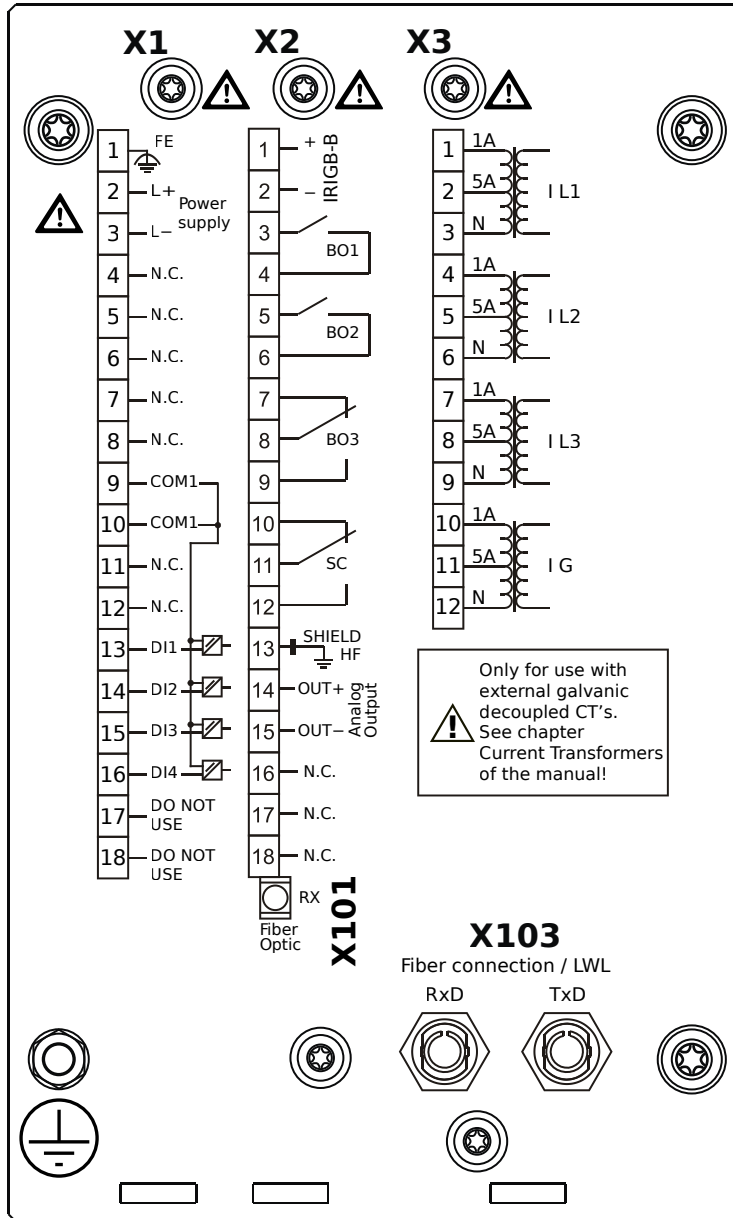 X1
X2
X3
1 FE
2 L+
3 L−
Power
supply
4 N.C.
5 N.C.
6 N.C.
7 N.C.
8 N.C.
9 COM1
10 COM1
11 N.C.
12 N.C.
13 DI1
14 DI2
15 DI3
16 DI4
17 DO NOT
USE
18 DO NOT
USE
1 +
2 −
IRIGB-B
3
4
BO1
5
6
BO2
7
8
9
BO3
10
11
12
SC
13 SHIELD
HF
14 OUT+
15 OUT−
Analog
Output
16 N.C.
17 N.C.
18 N.C.
RX
Fiber
Optic
X101
1 1A
2 5A
3 N
I L1
4 1A
5 5A
6 N
I L2
7 1A
8 5A
9 N
I L3
10 1A
11 5A
12 N
I G
!
Only for use with
external galvanic
decoupled CT's.
See chapter
Current Transformers
of the manual!
X103
Fiber connection / LWL
RxD
TxD